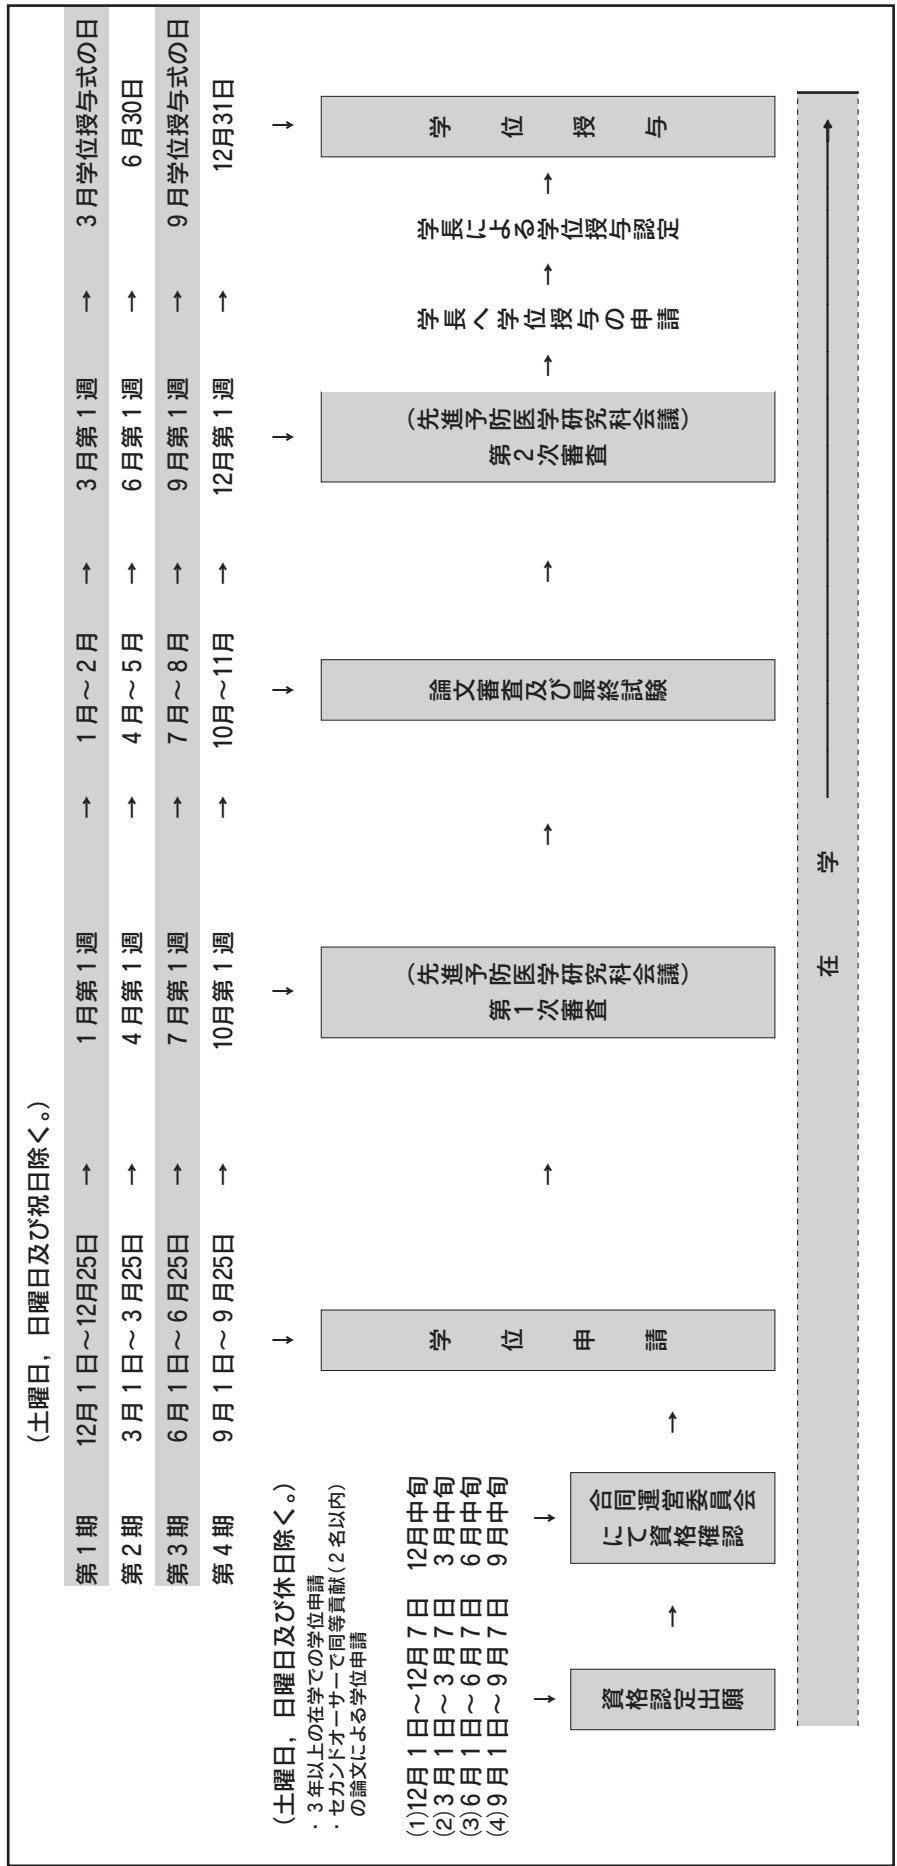 (土曜日，日曜日及び祝日除く。)
第１期 12月１日～12月25日 → １月第１週 → １月～２月 → ３月第１週 → ３月学位授与式の日
第２期 ３月１日～３月25日 → ４月第１週 → ４月～５月 → ６月第１週 → ６月30日
第３期 ６月１日～６月25日 → ７月第１週 → ７月～８月 → ９月第１週 → ９月学位授与式の日
第４期 ９月１日～９月25日 → 10月第１週 → 10月～11月 → 12月第１週 → 12月31日
(土曜日，日曜日及び休日除く。)
・３年以上の在学での学位申請
・セカンドオーサーで同等貢献(２名以内)
の論文による学位申請
(1)12月１日～12月７日 12月中旬
(2)３月１日～３月７日 ３月中旬
(3)６月１日～６月７日 ６月中旬
(4)９月１日～９月７日 ９月中旬
資格認定出願
合同運営委員会
にて資格確認
学位申請
(先進予防医学研究科会議)
第１次審査
論文審査及び最終試験
(先進予防医学研究科会議)
第２次審査
学長へ学位授与の申請
学長による学位授与認定
学位授与
在学